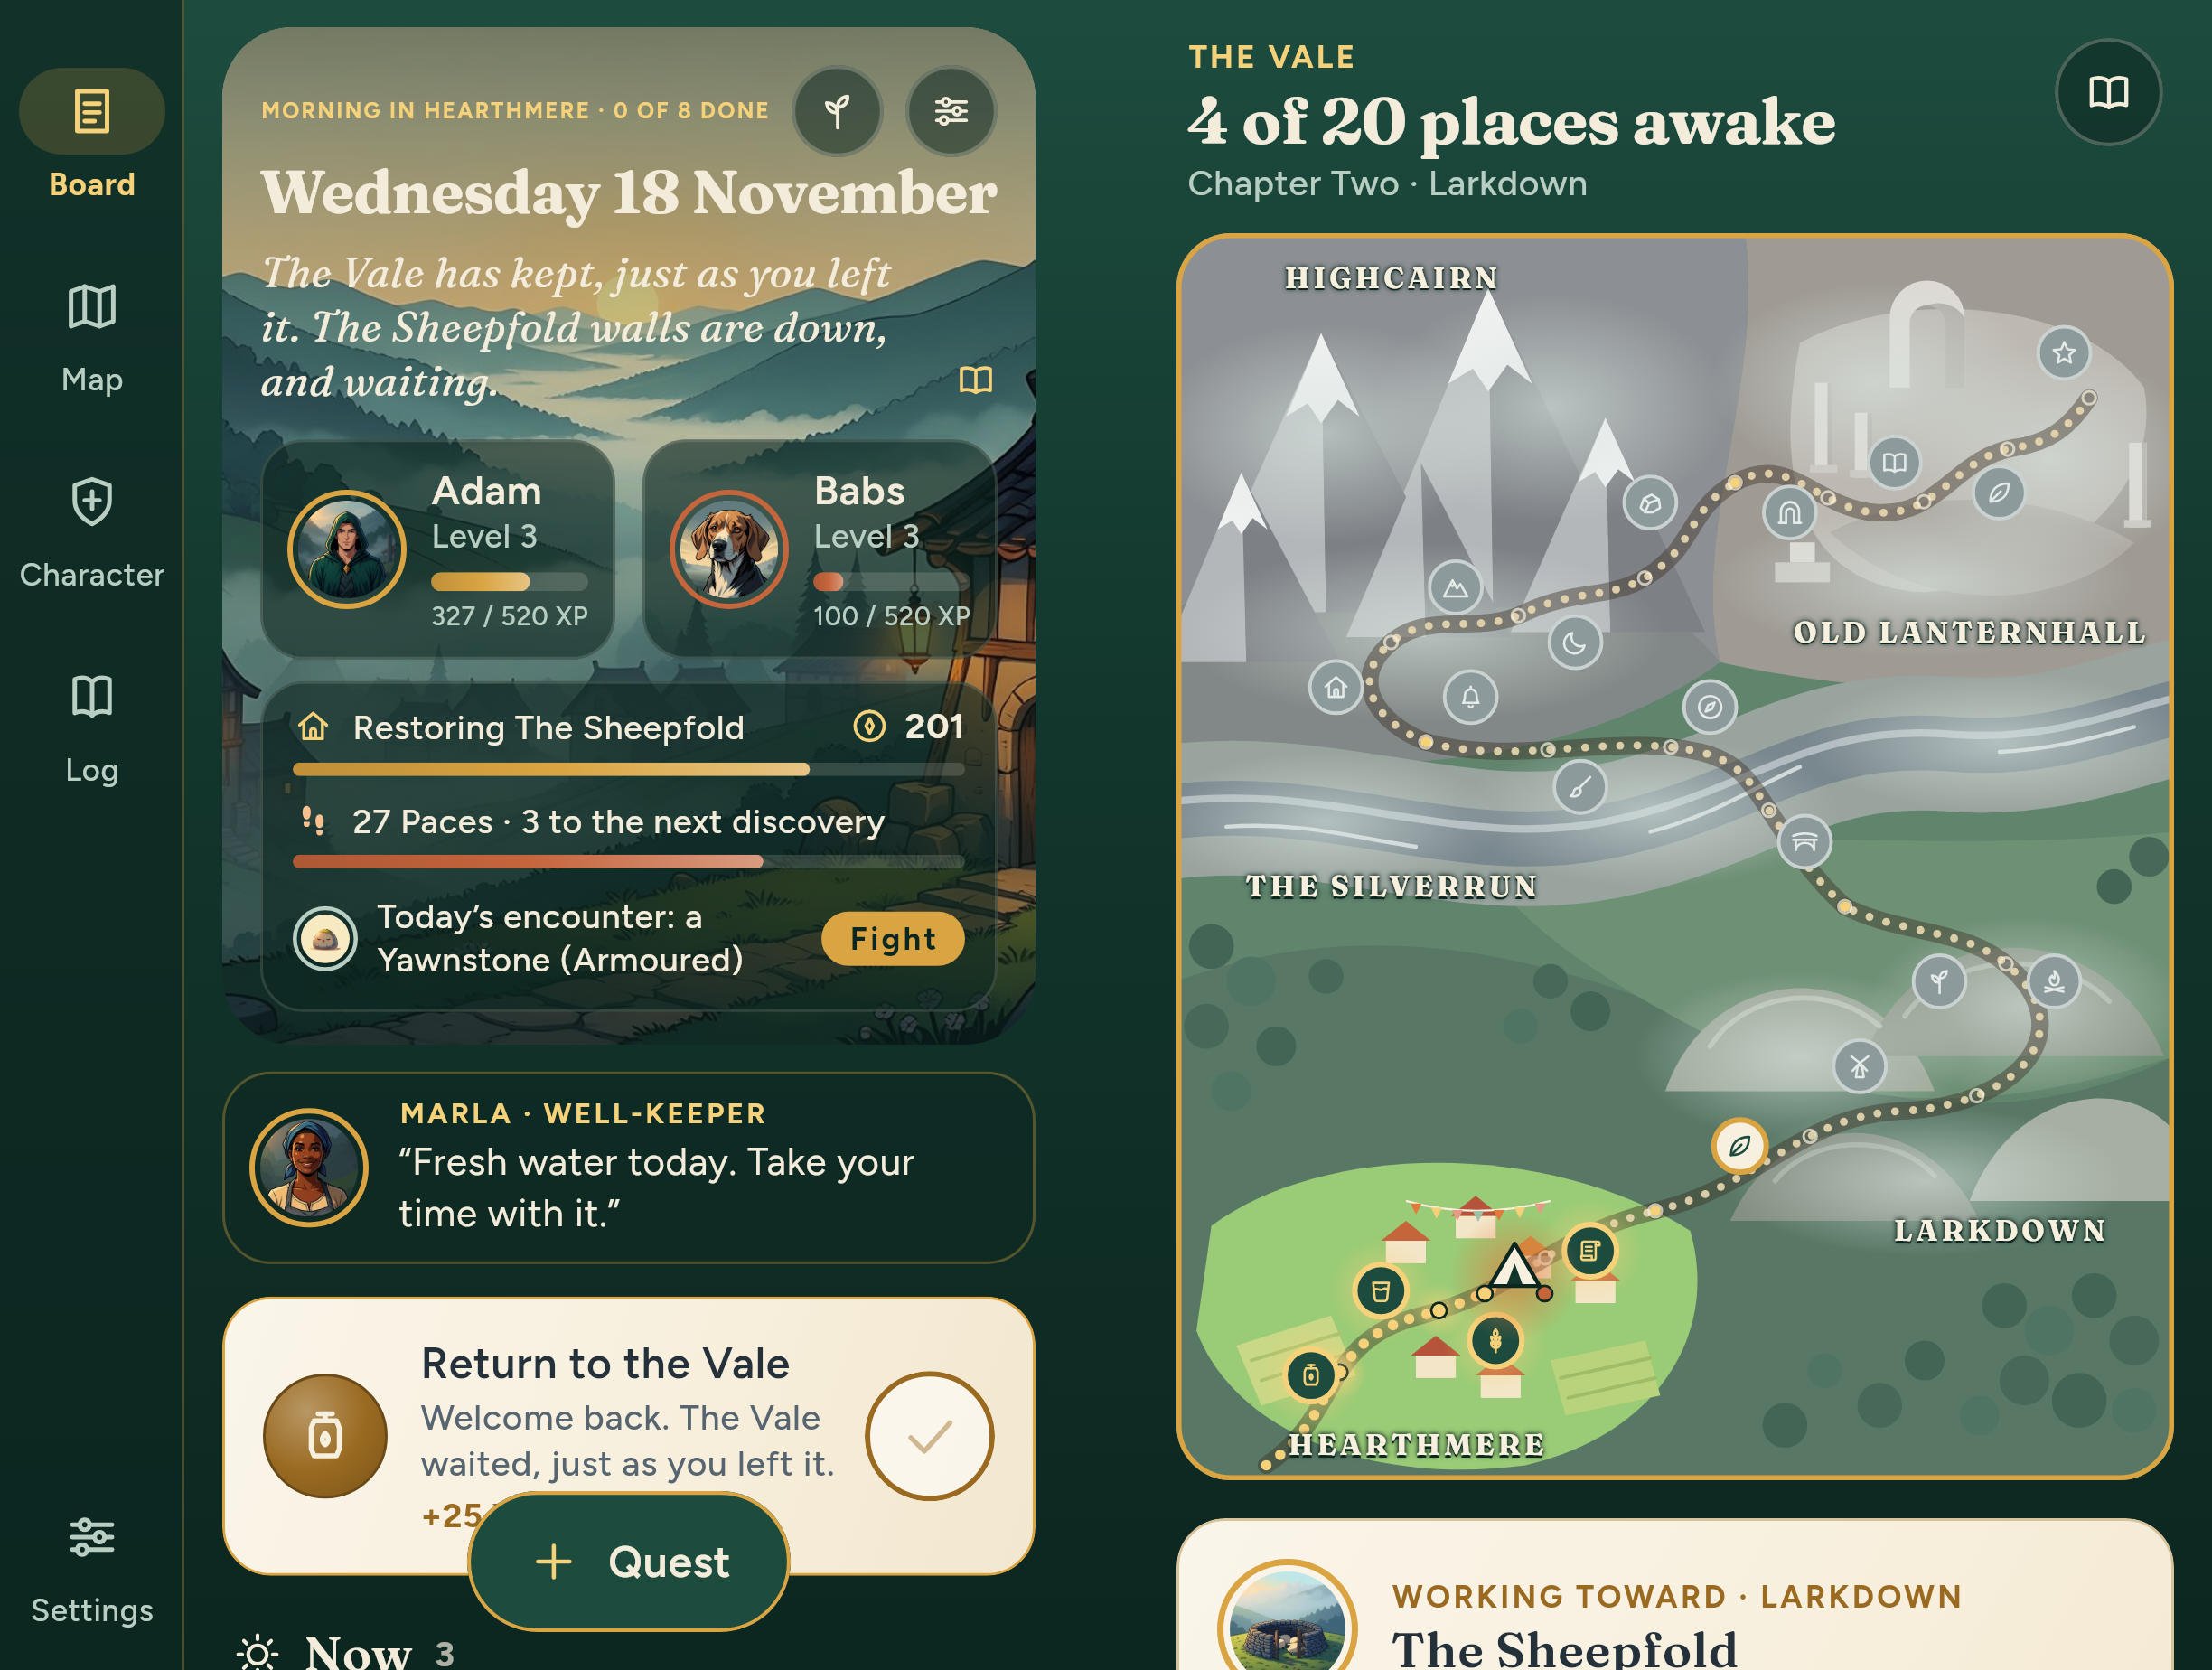 Board
Map
Character
Log
Settings
MORNING IN HEARTHMERE · 0 OF 8 DONE
Wednesday 18 November
The Vale has kept, just as you left
it. The Sheepfold walls are down,
and waiting.
Adam
Level 3
327 / 520 XP
Babs
Level 3
100 / 520 XP
Restoring The Sheepfold
201
27 Paces · 3 to the next discovery
Today’s encounter: a
Yawnstone (Armoured)
Fight
MARLA · WELL-KEEPER
“Fresh water today. Take your
time with it.”
Return to the Vale
Welcome back. The Vale
waited, just as you left it.
+25
+ Quest
Now 3
THE VALE
4 of 20 places awake
Chapter Two · Larkdown
HIGHCAIRN
OLD LANTERNHALL
THE SILVERRUN
LARKDOWN
HEARTHMERE
WORKING TOWARD · LARKDOWN
The Sheepfold